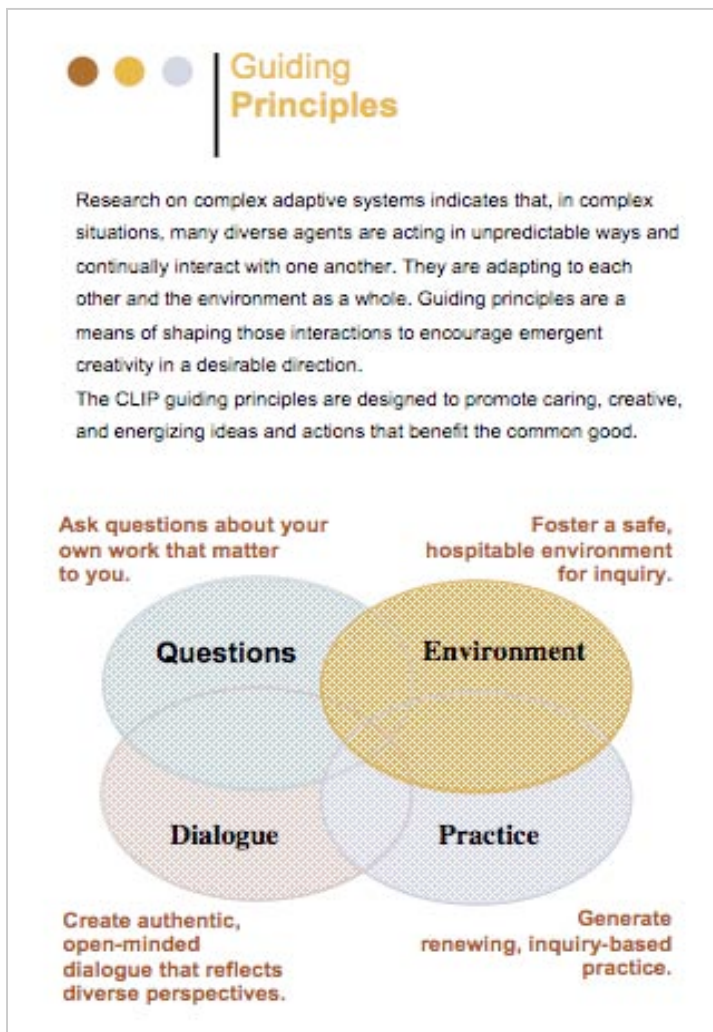 Guiding
Principles
Research on complex adaptive systems indicates that, in complex
situations, many diverse agents are acting in unpredictable ways and
continually interact with one another. They are adapting to each
other and the environment as a whole. Guiding principles are a
means of shaping those interactions to encourage emergent
creativity in a desirable direction.
The CLIP guiding principles are designed to promote caring, creative,
and energizing ideas and actions that benefit the common good.
Ask questions about your
own work that matter
to you.
Foster a safe,
hospitable environment
for inquiry.
Questions
Environment
Dialogue
Practice
Create authentic,
open-minded
dialogue that reflects
diverse perspectives.
Generate
renewing, inquiry-based
practice.